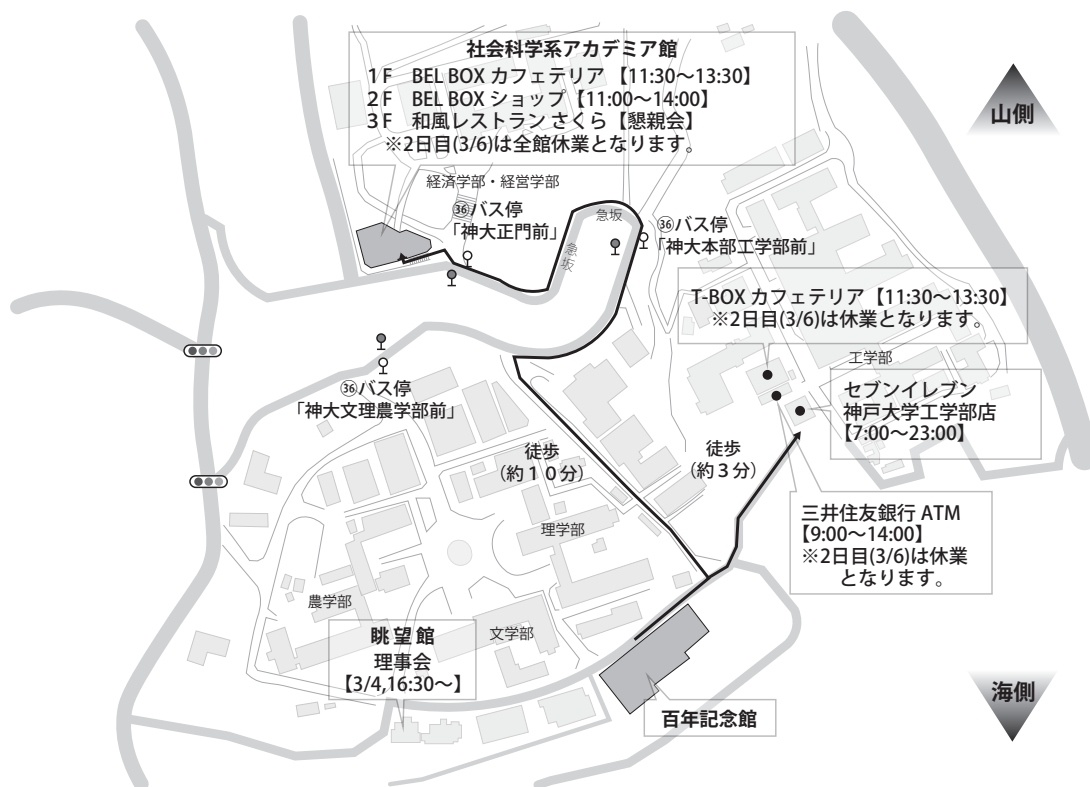 社会科学系アカデミア館
1F BEL BOX カフェテリア【11:30～13:30】
2F BEL BOX ショップ【11:00～14:00】
3F 和風レストラン さくら【懇親会】
※2日目(3/6)は全館休業となります。
山側
経済学部・経営学部
㊱バス停
「神大正門前」
急坂
急坂
㊱バス停
「神大本部工学部前」
T-BOX カフェテリア【11:30～13:30】
※2日目(3/6)は休業となります。
工学部
セブンイレブン
神戸大学工学部店
【7:00～23:00】
㊱バス停
「神大文理農学部前」
徒歩
（約１０分）
徒歩
（約３分）
三井住友銀行 ATM
【9:00～14:00】
※2日目(3/6)は休業
となります。
理学部
農学部
文学部
眺望館
理事会
【3/4,16:30～】
百年記念館
海側